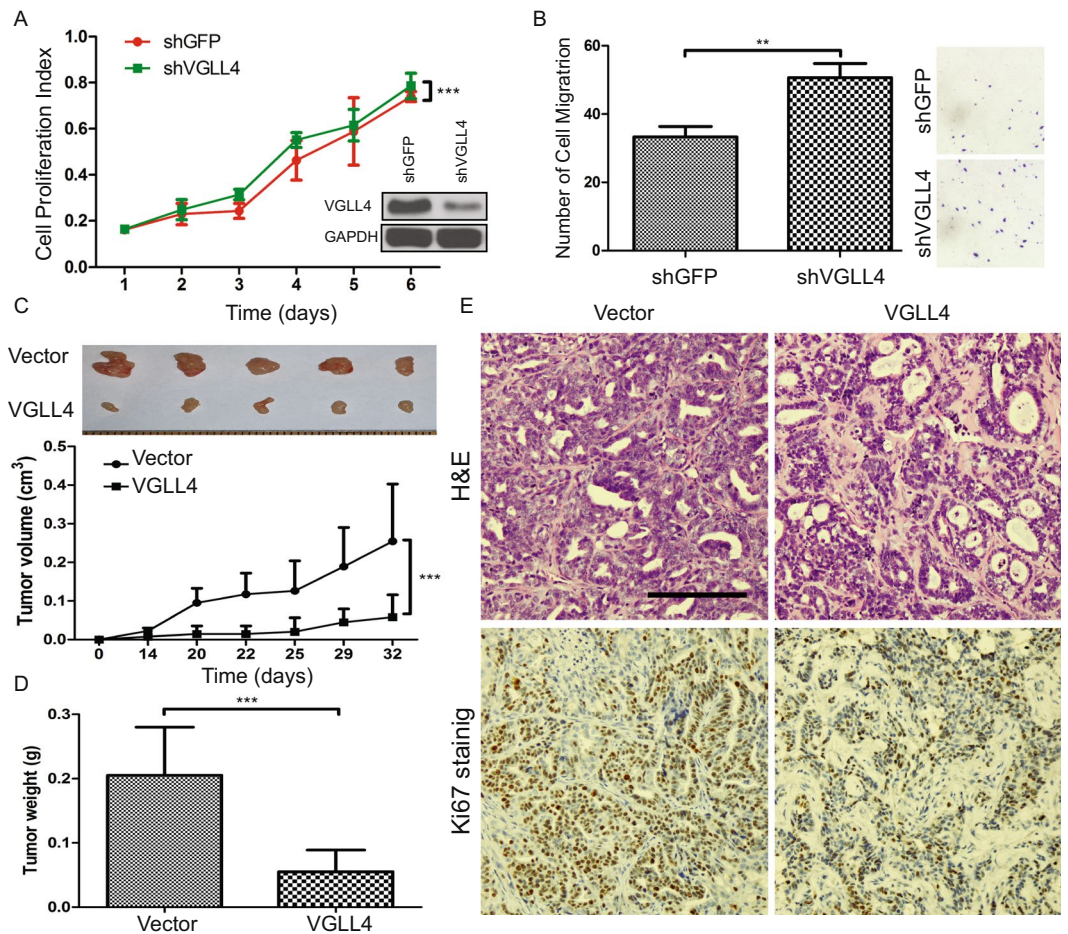 A
shGFP
shVGLL4
Cell Proliferation Index
1.0
0.8
0.6
0.4
0.2
0.0
***
shGFP
shVGLL4
VGLL4
GAPDH
1 2 3 4 5 6
Time (days)
B
Number of Cell Migratrion
60
40
20
0
**
shGFP
shVGLL4
shGFP
shVGLL4
C
Vector
VGLL4
Tumor volume (cm³)
0.5
0.4
0.3
0.2
0.1
0.0
Vector
VGLL4
***
0 14 20 22 25 29 32
Time (days)
D
Tumor weight (g)
0.3
0.2
0.1
0.0
***
Vector
VGLL4
E
Vector
VGLL4
H&E
Ki67 stainig